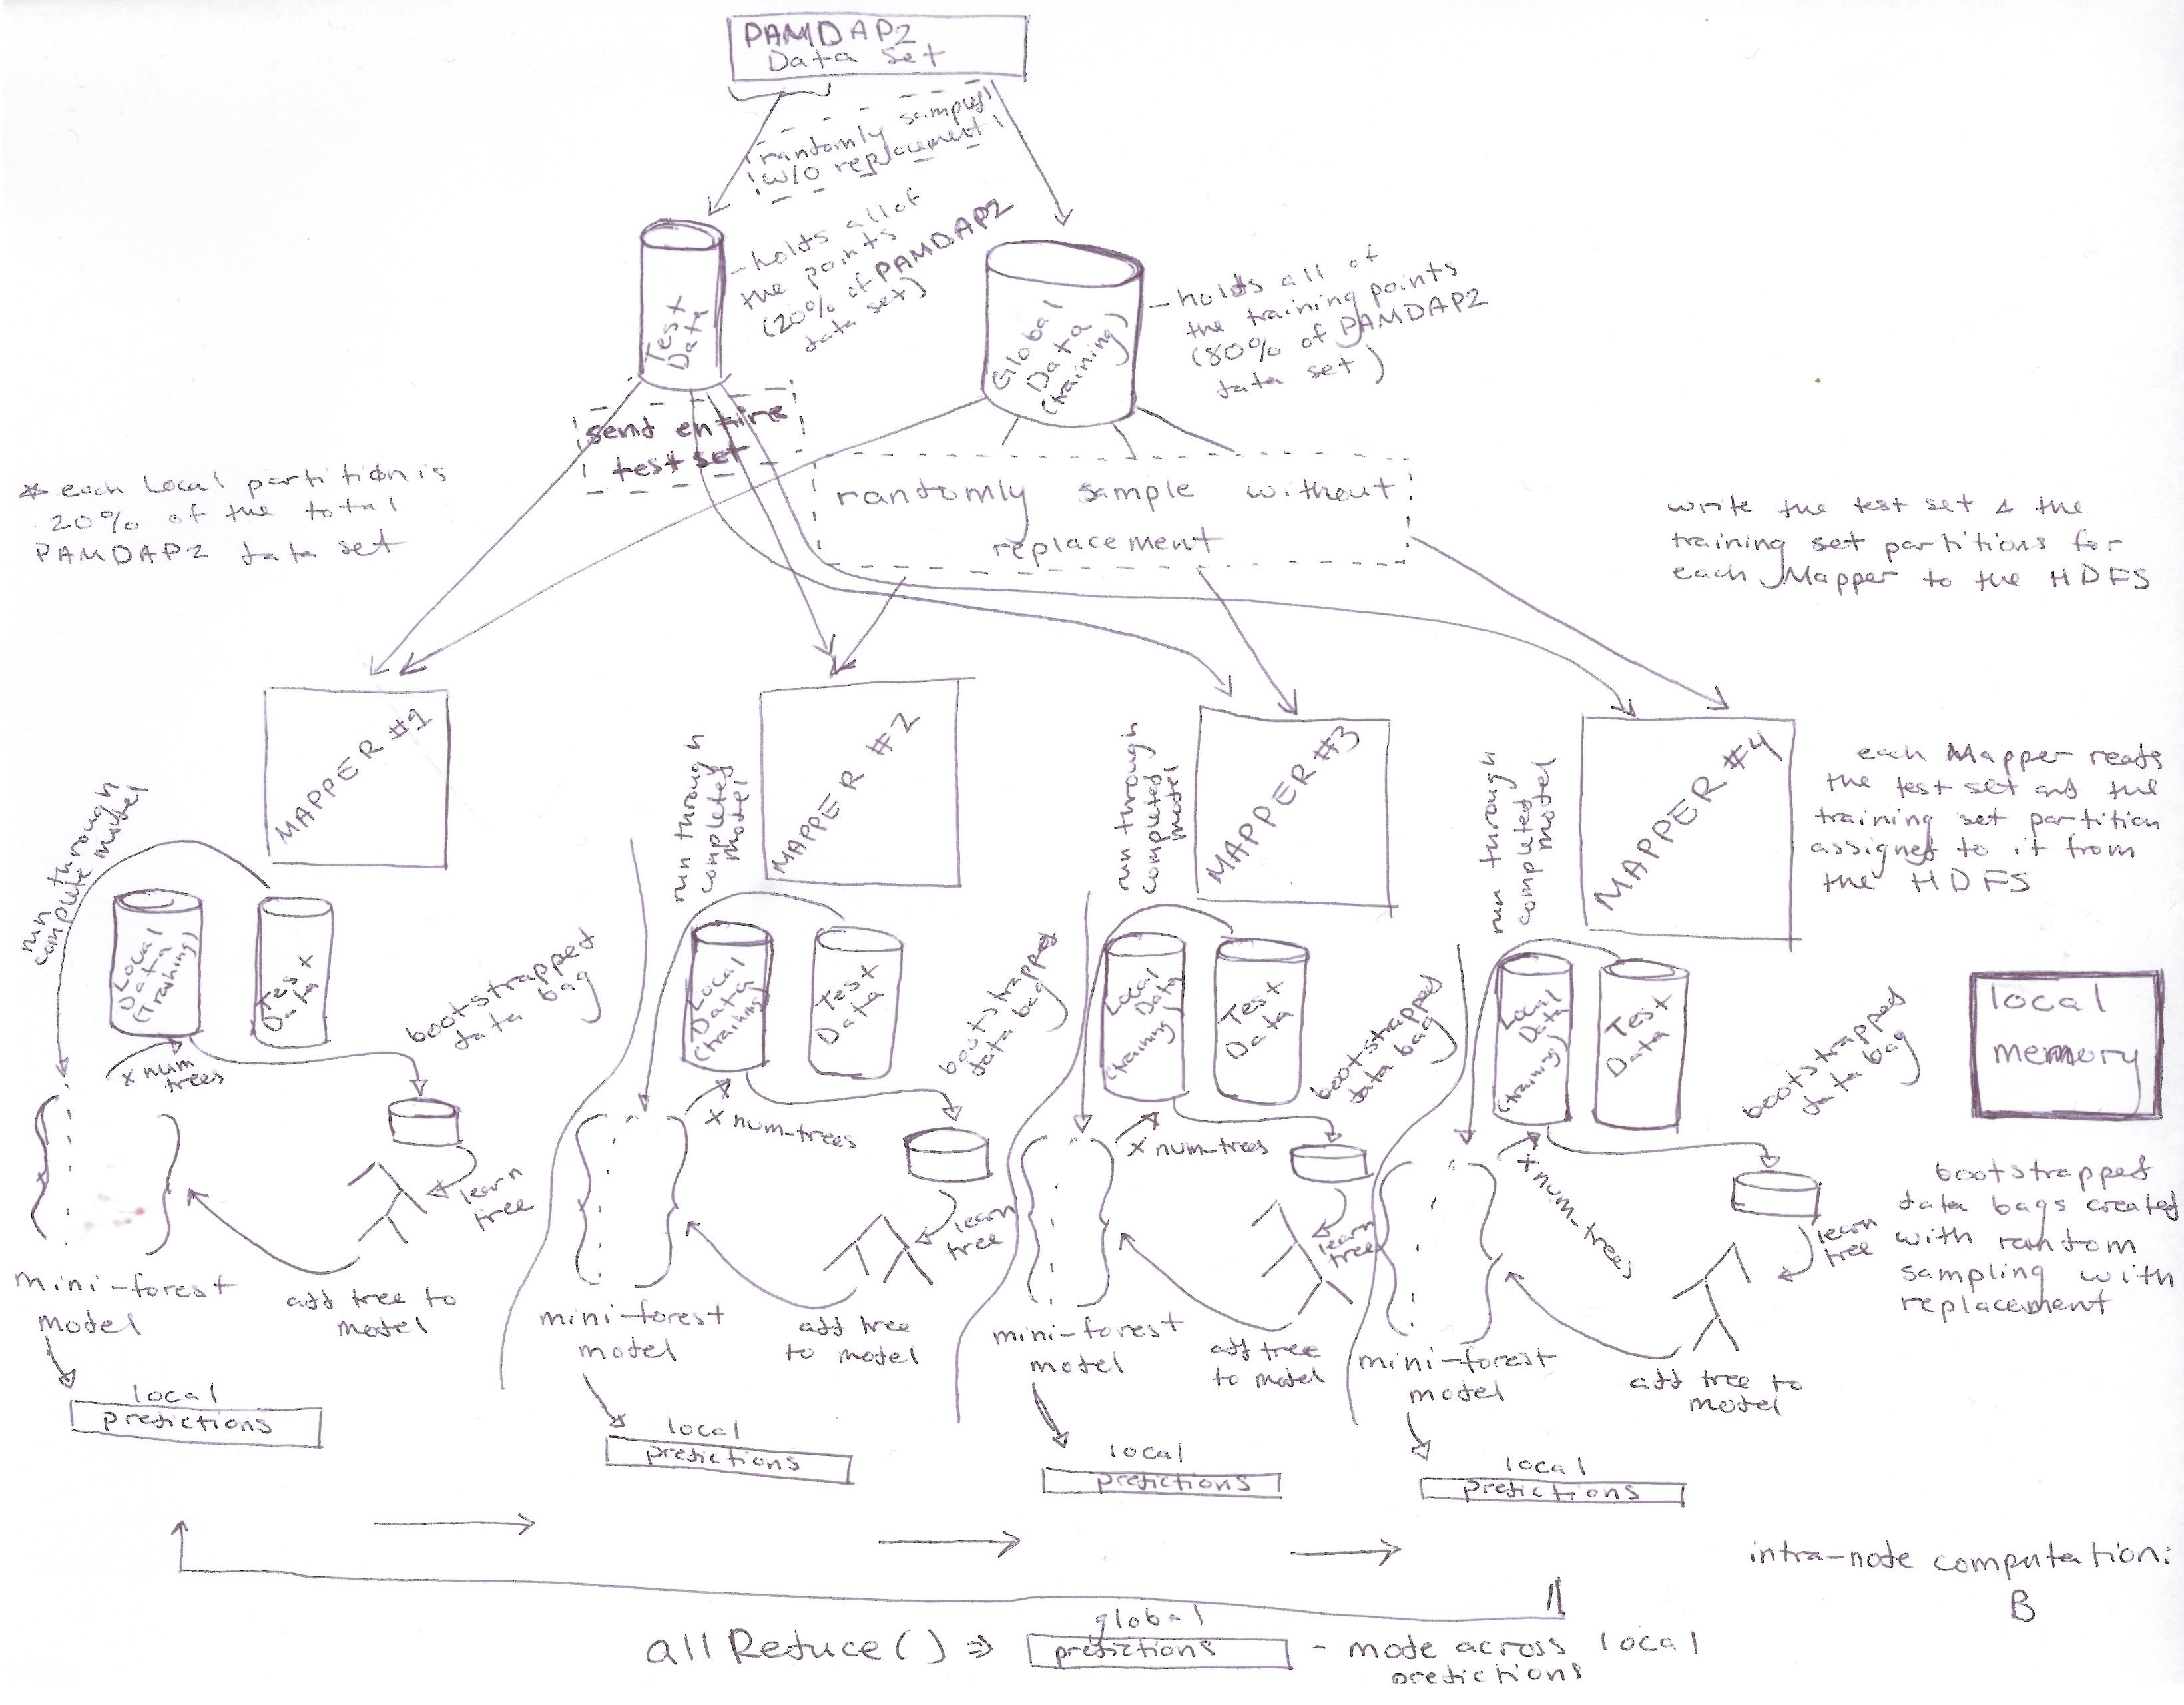 PAMDAP2
Data Set
randomly sample
w/o replacement
- holds all of
the points
(20% of PAMDAP2
data set)
Test
Data
Global
Data
(training)
- holds all of
the training points
(80% of PAMDAP2
data set)
send entire
test set
* each local partition is
20% of the total
PAMDAP2 data set
randomly sample without
replacement
write the test set & the
training set partitions for
each Mapper to the HDFS
MAPPER #1
MAPPER #2
MAPPER #3
MAPPER #4
each Mapper reads
the test set and the
training set partition
assigned to it from
the HDFS
run through
complete model
Local
Data
(Training)
Test
Data
bootstrapped
data bag
x num
trees
learn
tree
add tree to
model
mini-forest
model
local
predictions
run through
completed
model
Local
Data
(training)
Test
Data
bootstrapped
data bag
x num-trees
learn
tree
add tree
to model
mini-forest
model
local
predictions
run through
completed
model
Local
Data
(training)
Test
Data
bootstrapped
data bag
x num-trees
learn
tree
add tree
to model
mini-forest
model
local
predictions
run through
completed
model
Local
Data
(training)
Test
Data
bootstrapped
data bag
x num-trees
learn
tree
add tree to
model
mini-forest
model
local
predictions
local
memory
bootstrapped
data bags created
with random
sampling with
replacement
intra-node computation:
B
allReduce() ⇒
global
predictions
- mode across local
predictions